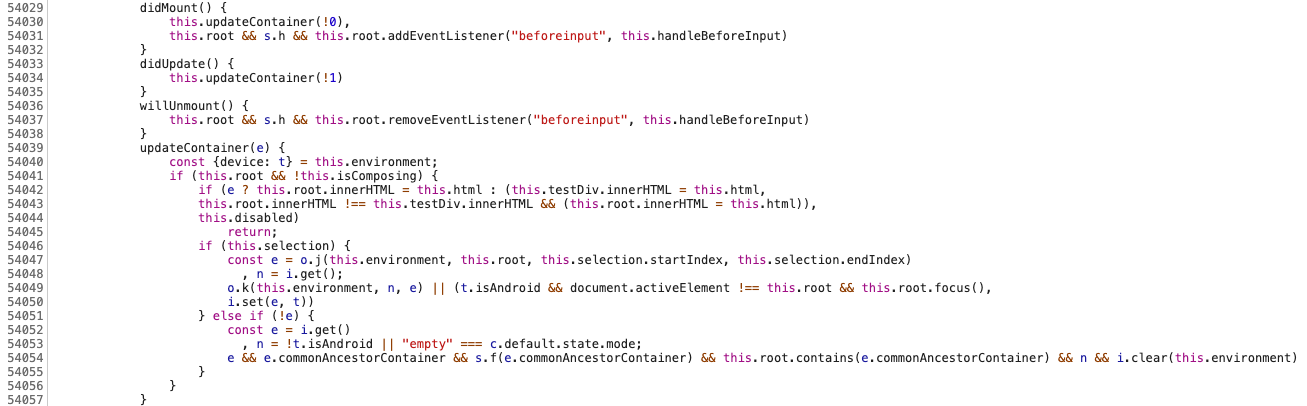 54029 didMount() {
54030 this.updateContainer(!0),
54031 this.root && s.h && this.root.addEventListener("beforeinput", this.handleBeforeInput)
54032 }
54033 didUpdate() {
54034 this.updateContainer(!1)
54035 }
54036 willUnmount() {
54037 this.root && s.h && this.root.removeEventListener("beforeinput", this.handleBeforeInput)
54038 }
54039 updateContainer(e) {
54040 const {device: t} = this.environment;
54041 if (this.root && !this.isComposing) {
54042 if (e ? this.root.innerHTML = this.html : (this.testDiv.innerHTML = this.html,
54043 this.root.innerHTML !== this.testDiv.innerHTML && (this.root.innerHTML = this.html)),
54044 this.disabled)
54045 return;
54046 if (this.selection) {
54047 const e = o.j(this.environment, this.root, this.selection.startIndex, this.selection.endIndex)
54048 , n = i.get();
54049 o.k(this.environment, n, e) || (t.isAndroid && document.activeElement !== this.root && this.root.focus(),
54050 i.set(e, t))
54051 } else if (!e) {
54052 const e = i.get()
54053 , n = !t.isAndroid || "empty" === c.default.state.mode;
54054 e && e.commonAncestorContainer && s.f(e.commonAncestorContainer) && this.root.contains(e.commonAncestorContainer) && n && i.clear(this.environment)
54055 }
54056 }
54057 }